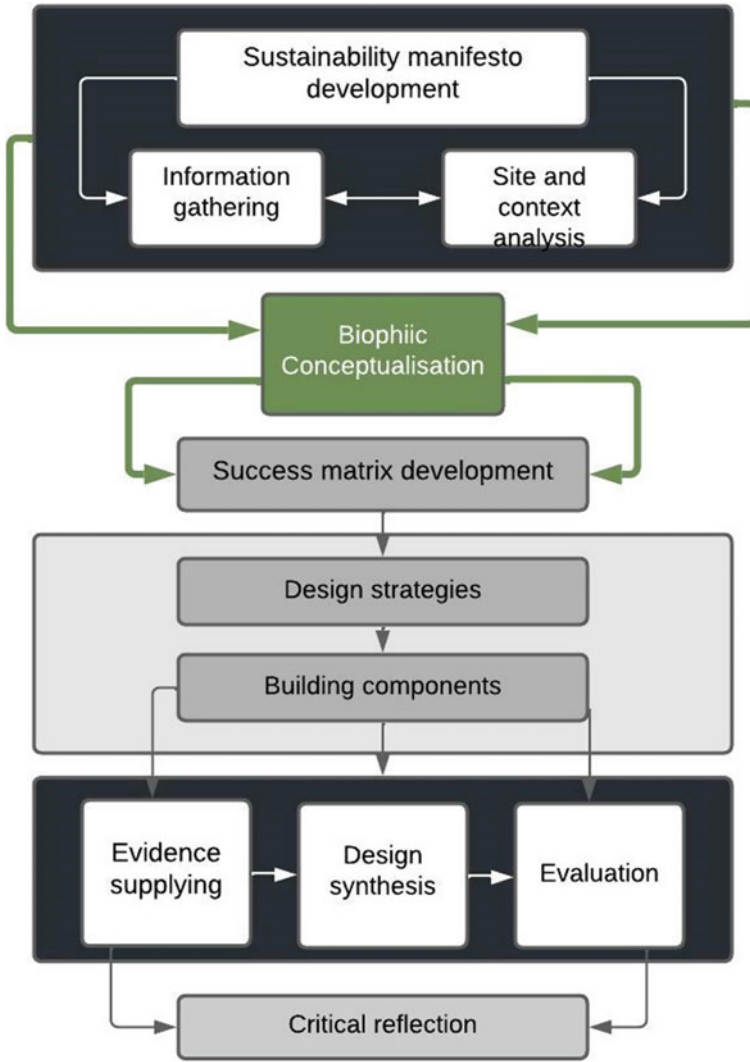 Sustainability manifesto
development
Information
gathering
Site and
context
analysis
Biophiic
Conceptualisation
Success matrix development
Design strategies
Building components
Evidence
supplying
Design
synthesis
Evaluation
Critical reflection